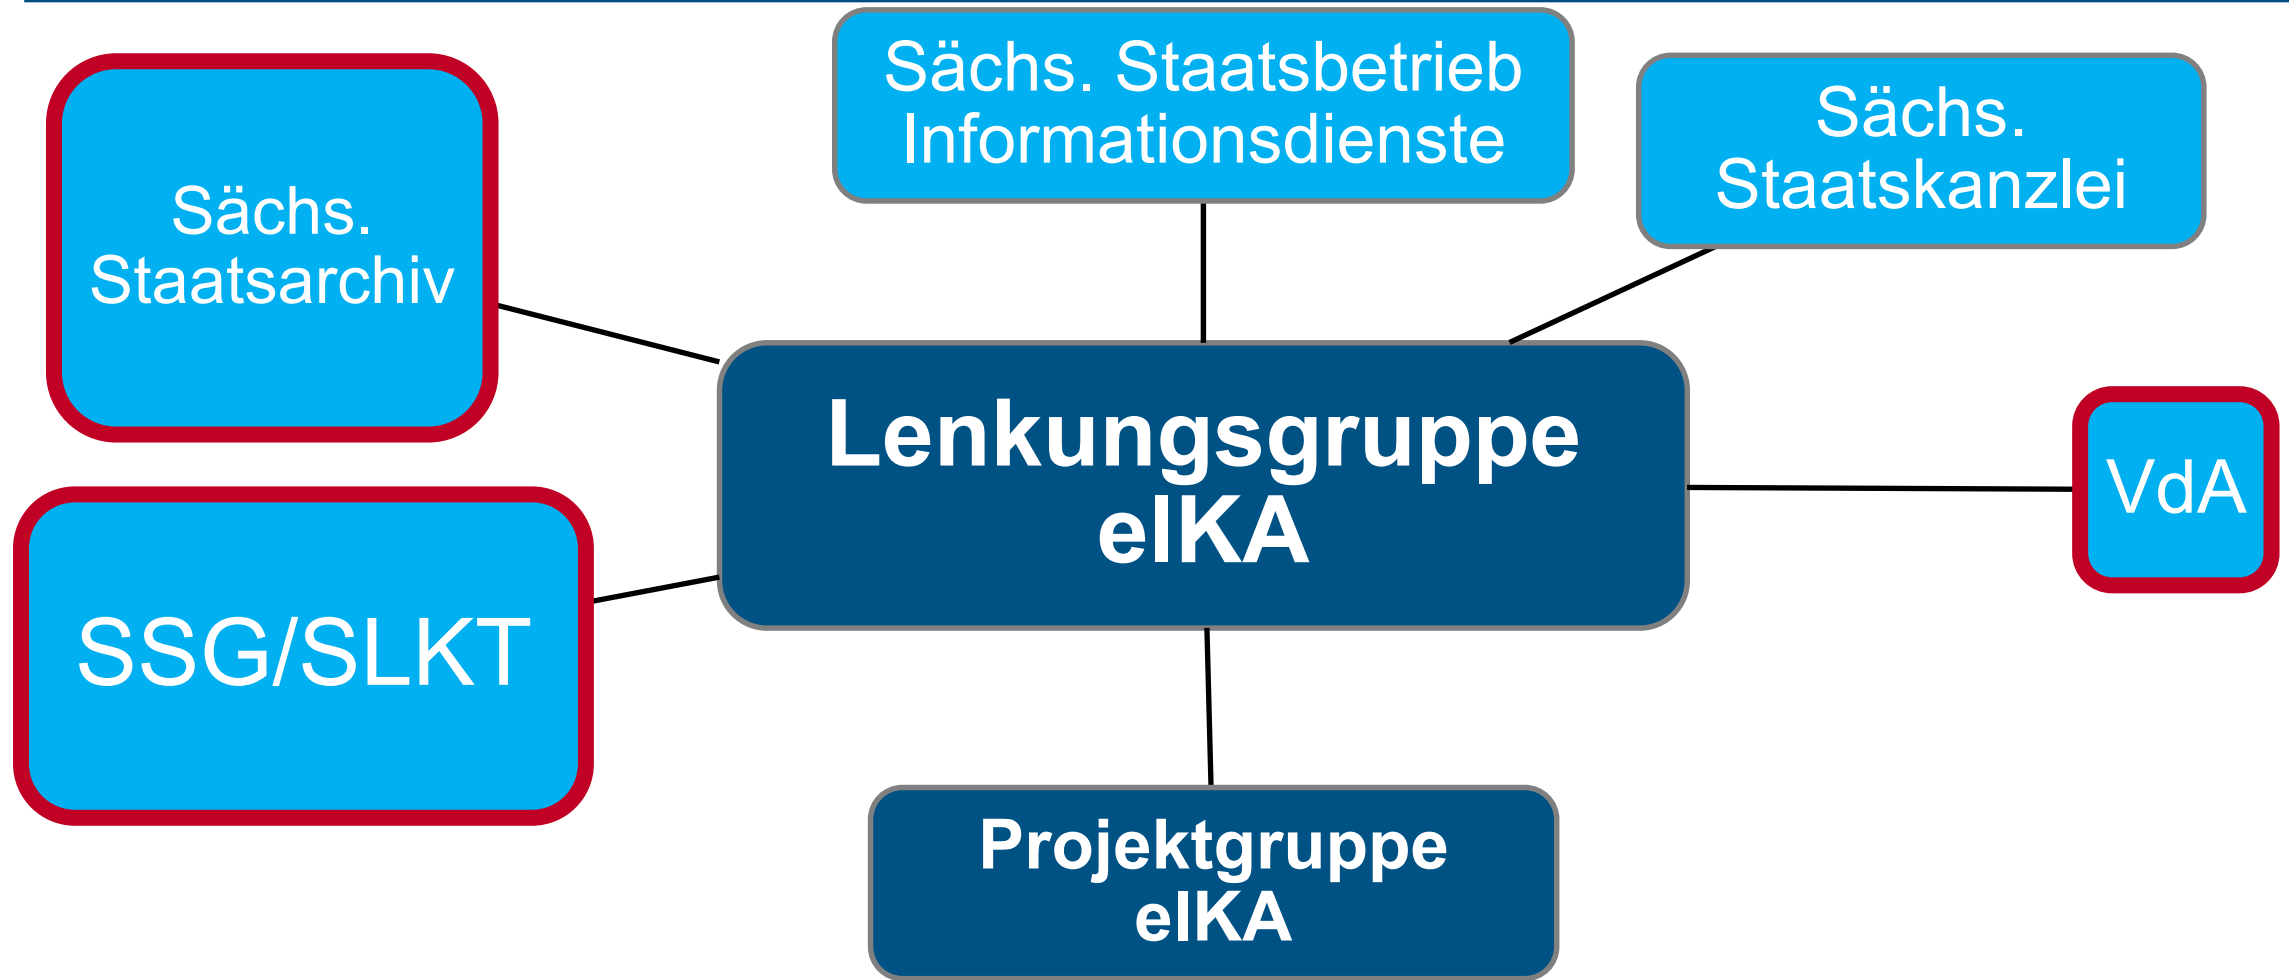 Sächs. Staatsbetrieb
Informationsdienste
Sächs.
Staatskanzlei
Sächs.
Staatsarchiv
Lenkungsgruppe
elKA
VdA
SSG/SLKT
Projektgruppe
elKA